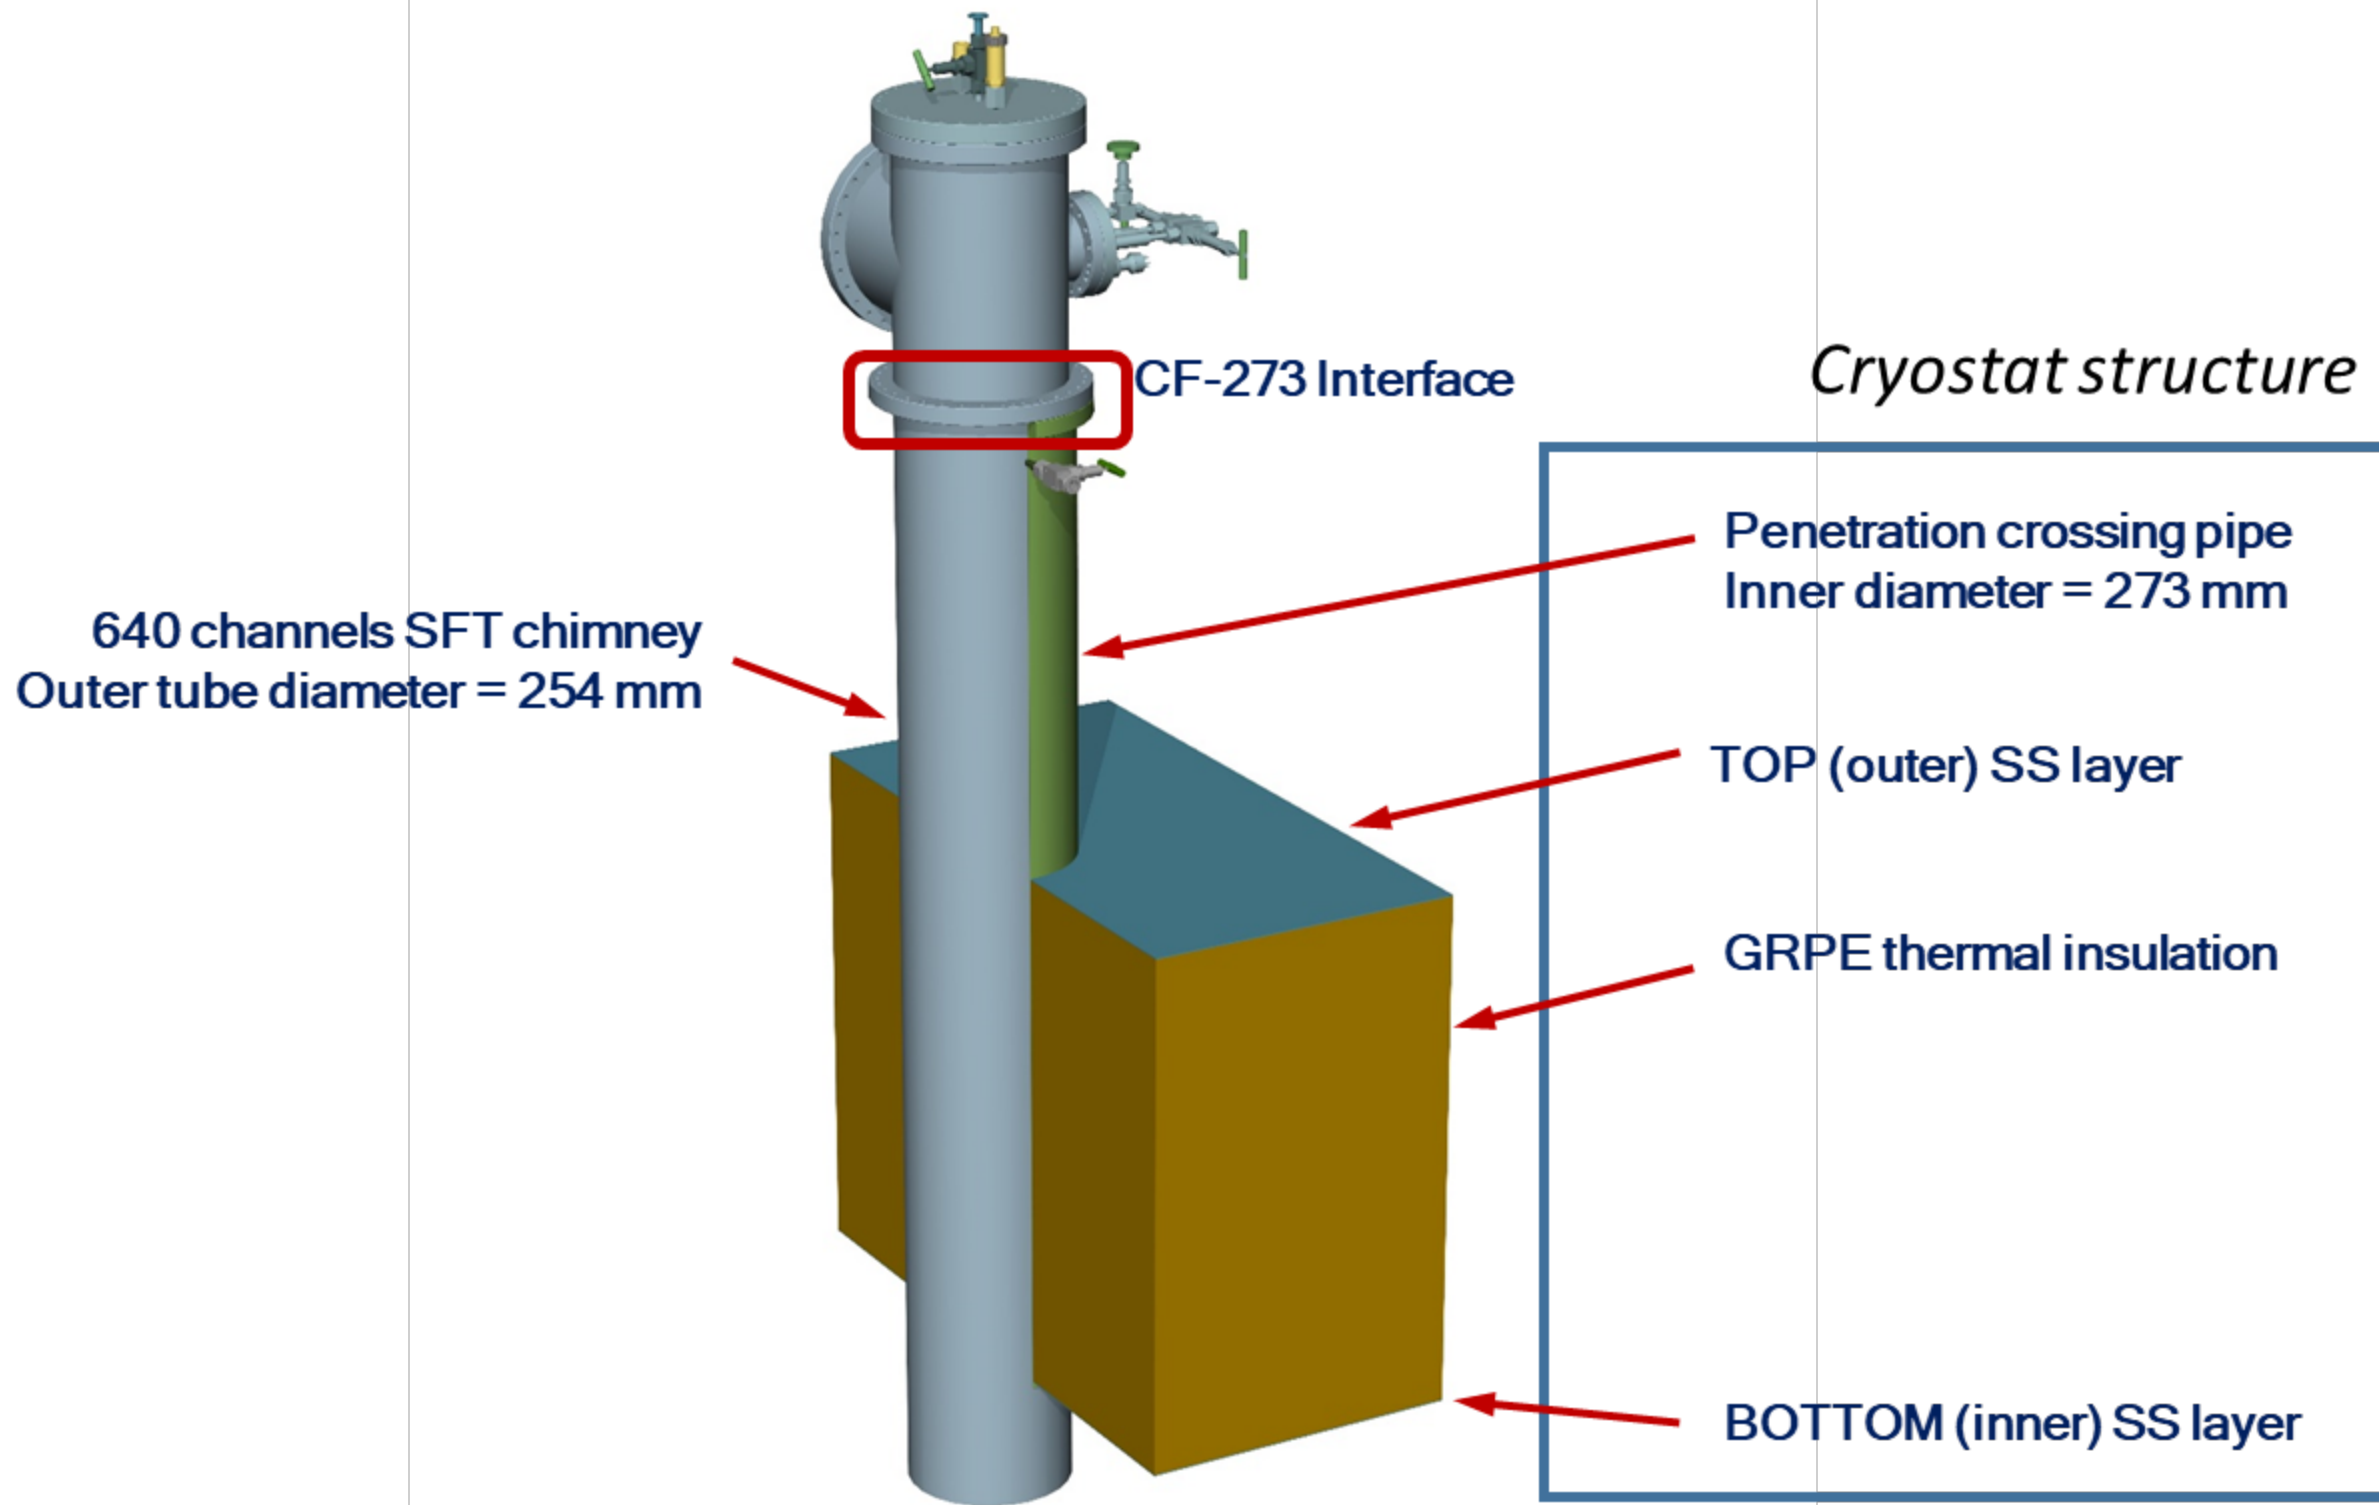 CF-273 Interface
Cryostat structure
Penetration crossing pipe
Inner diameter = 273 mm
640 channels SFT chimney
Outer tube diameter = 254 mm
TOP (outer) SS layer
GRPE thermal insulation
BOTTOM (inner) SS layer